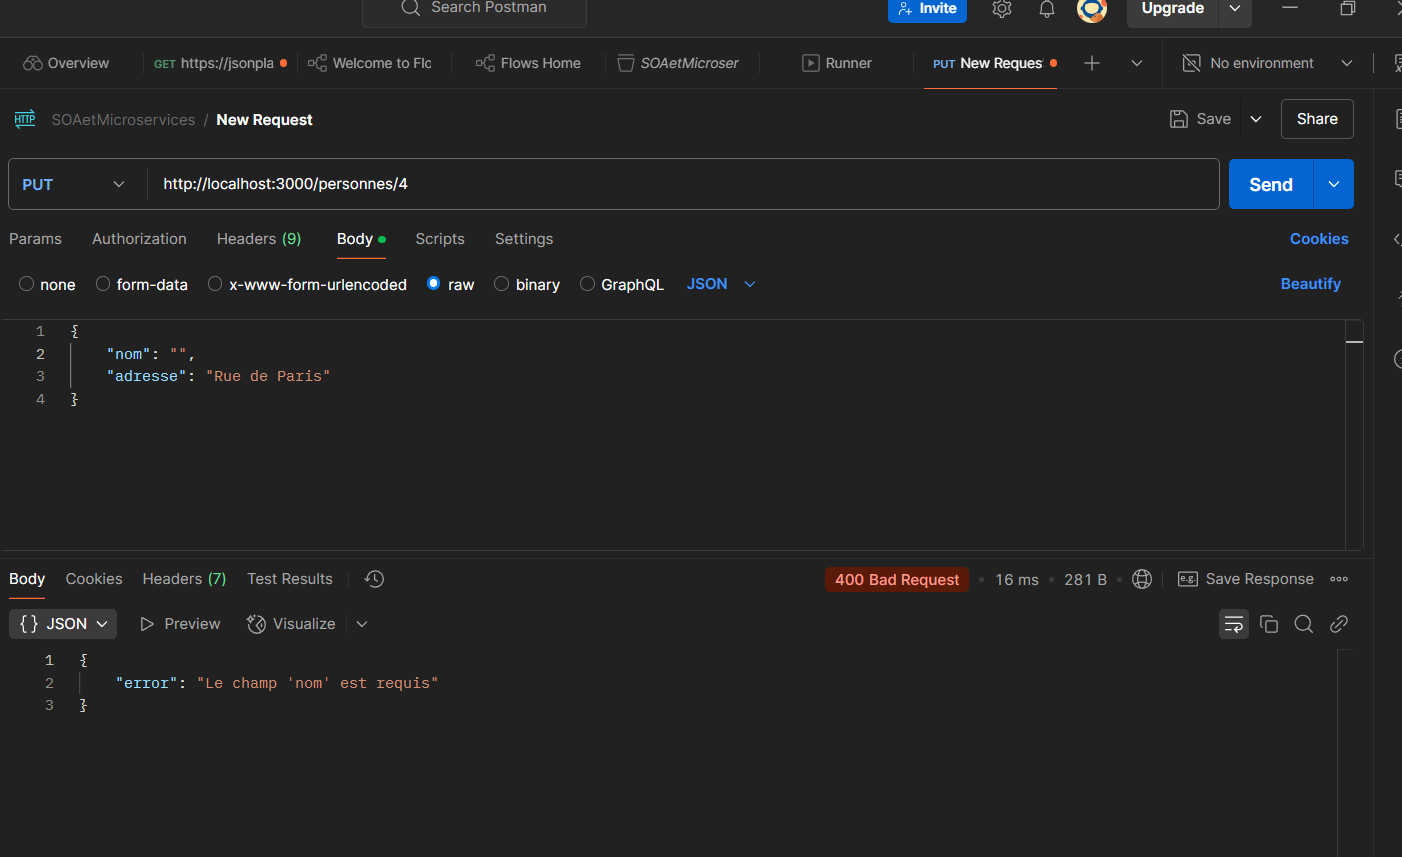 Search Postman Invite Upgrade
Overview GET https://jsonpla Welcome to Flo Flows Home SOAetMicroser Runner PUT New Reques No environment
HTTP SOAetMicroservices / New Request Save Share
PUT http://localhost:3000/personnes/4 Send
Params Authorization Headers (9) Body Scripts Settings Cookies
none form-data x-www-form-urlencoded raw binary GraphQL JSON Beautify
1 {
2 "nom": "",
3 "adresse": "Rue de Paris"
4 }
Body Cookies Headers (7) Test Results 400 Bad Request 16 ms 281 B e.g. Save Response
{} JSON Preview Visualize
1 {
2 "error": "Le champ 'nom' est requis"
3 }